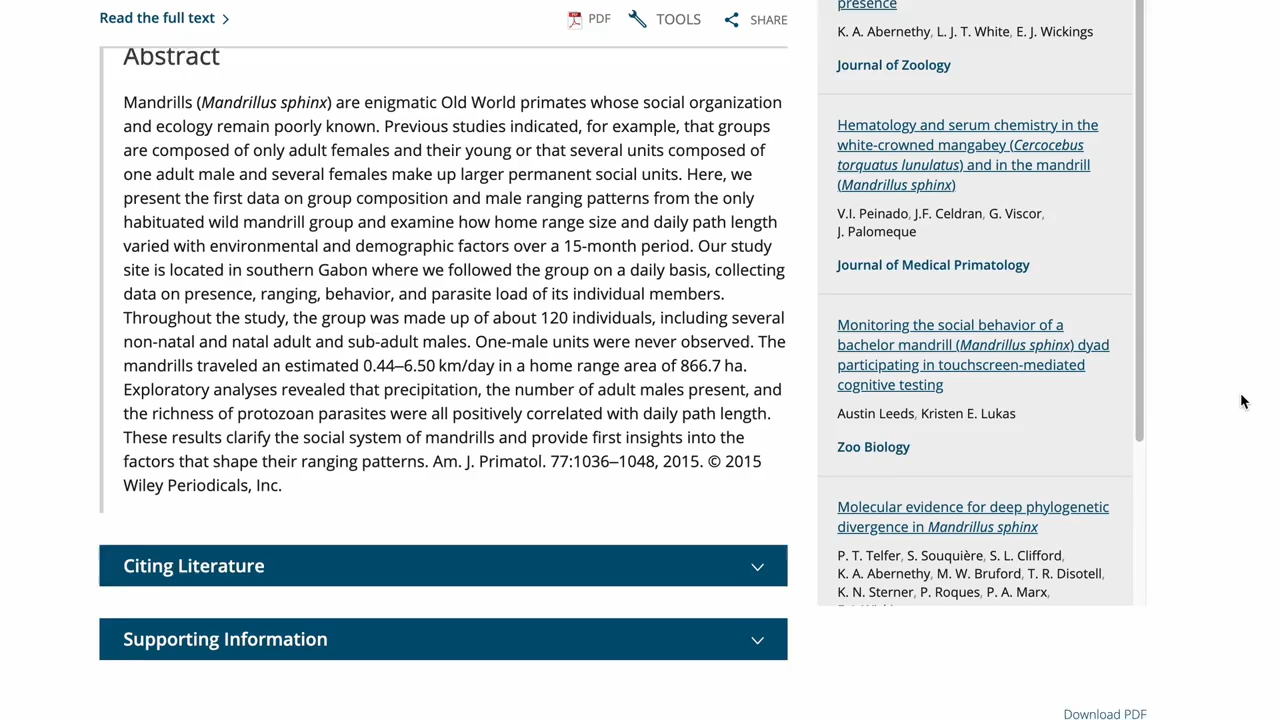 Read the full text
PDF
TOOLS
SHARE
Abstract
Mandrills (Mandrillus sphinx) are enigmatic Old World primates whose social organization
and ecology remain poorly known. Previous studies indicated, for example, that groups
are composed of only adult females and their young or that several units composed of
one adult male and several females make up larger permanent social units. Here, we
present the first data on group composition and male ranging patterns from the only
habituated wild mandrill group and examine how home range size and daily path length
varied with environmental and demographic factors over a 15-month period. Our study
site is located in southern Gabon where we followed the group on a daily basis, collecting
data on presence, ranging, behavior, and parasite load of its individual members.
Throughout the study, the group was made up of about 120 individuals, including several
non-natal and natal adult and sub-adult males. One-male units were never observed. The
mandrills traveled an estimated 0.44–6.50 km/day in a home range area of 866.7 ha.
Exploratory analyses revealed that precipitation, the number of adult males present, and
the richness of protozoan parasites were all positively correlated with daily path length.
These results clarify the social system of mandrills and provide first insights into the
factors that shape their ranging patterns. Am. J. Primatol. 77:1036–1048, 2015. © 2015
Wiley Periodicals, Inc.
Citing Literature
Supporting Information
presence
K. A. Abernethy, L. J. T. White, E. J. Wickings
Journal of Zoology
Hematology and serum chemistry in the
white-crowned mangabey (Cercocebus
torquatus lunulatus) and in the mandrill
(Mandrillus sphinx)
V.I. Peinado, J.F. Celdran, G. Viscor,
J. Palomeque
Journal of Medical Primatology
Monitoring the social behavior of a
bachelor mandrill (Mandrillus sphinx) dyad
participating in touchscreen-mediated
cognitive testing
Austin Leeds, Kristen E. Lukas
Zoo Biology
Molecular evidence for deep phylogenetic
divergence in Mandrillus sphinx
P. T. Telfer, S. Souquière, S. L. Clifford,
K. A. Abernethy, M. W. Bruford, T. R. Disotell,
K. N. Sterner, P. Roques, P. A. Marx,
Download PDF